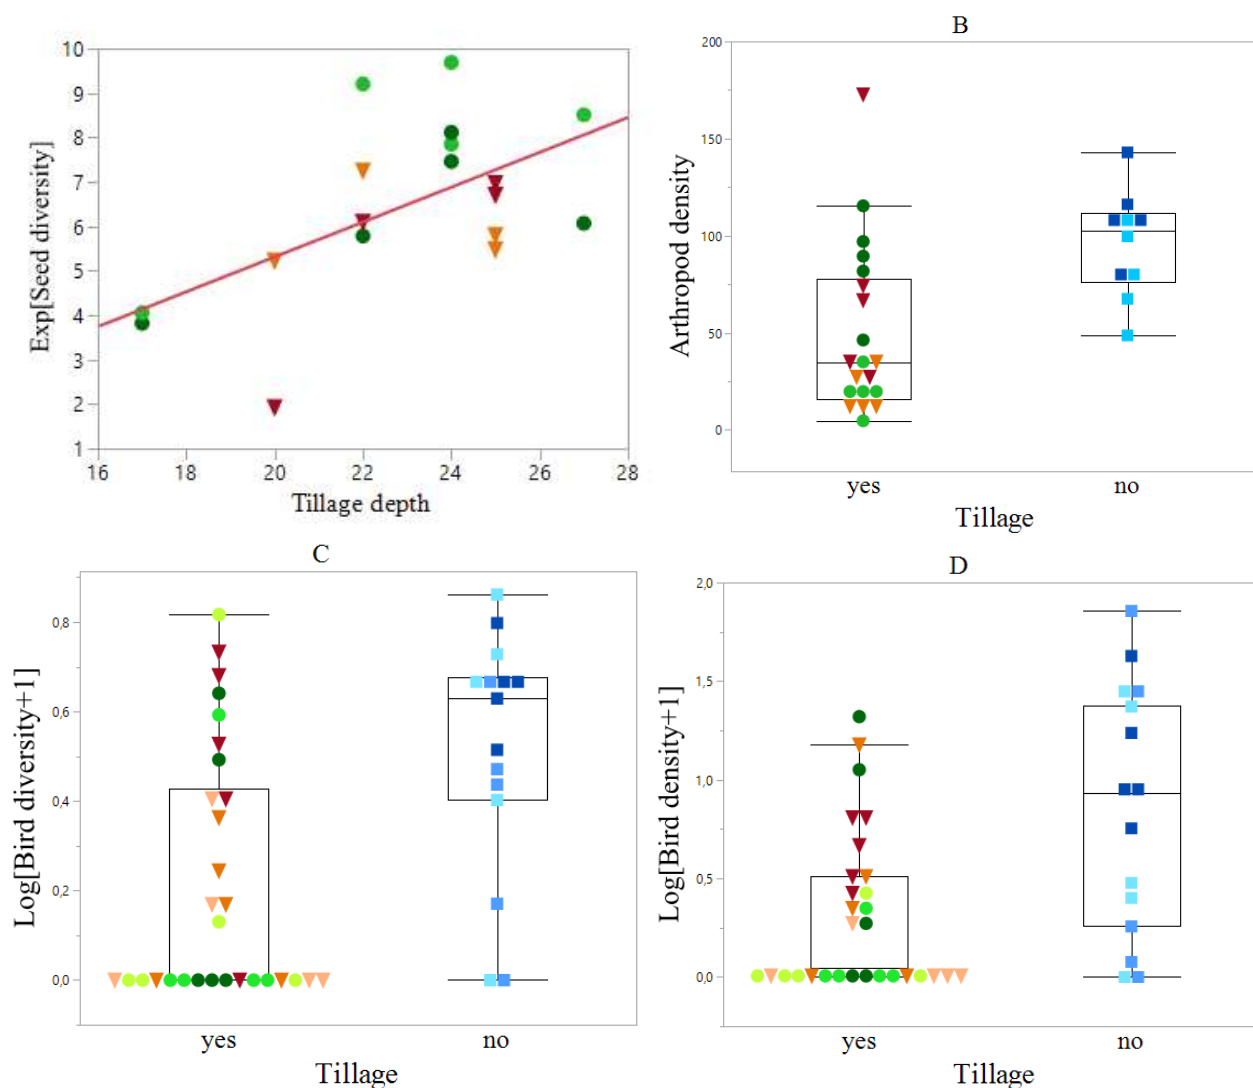 10
9
8
7
6
5
4
3
2
1
Exp[Seed diversity]
16 18 20 22 24 26 28
Tillage depth
B
200
150
100
50
0
Arthropod density
yes no
Tillage
C
0,8
0,6
0,4
0,2
0,0
Log[Bird diversity+1]
yes no
Tillage
D
2,0
1,5
1,0
0,5
0,0
Log[Bird density+1]
yes no
Tillage